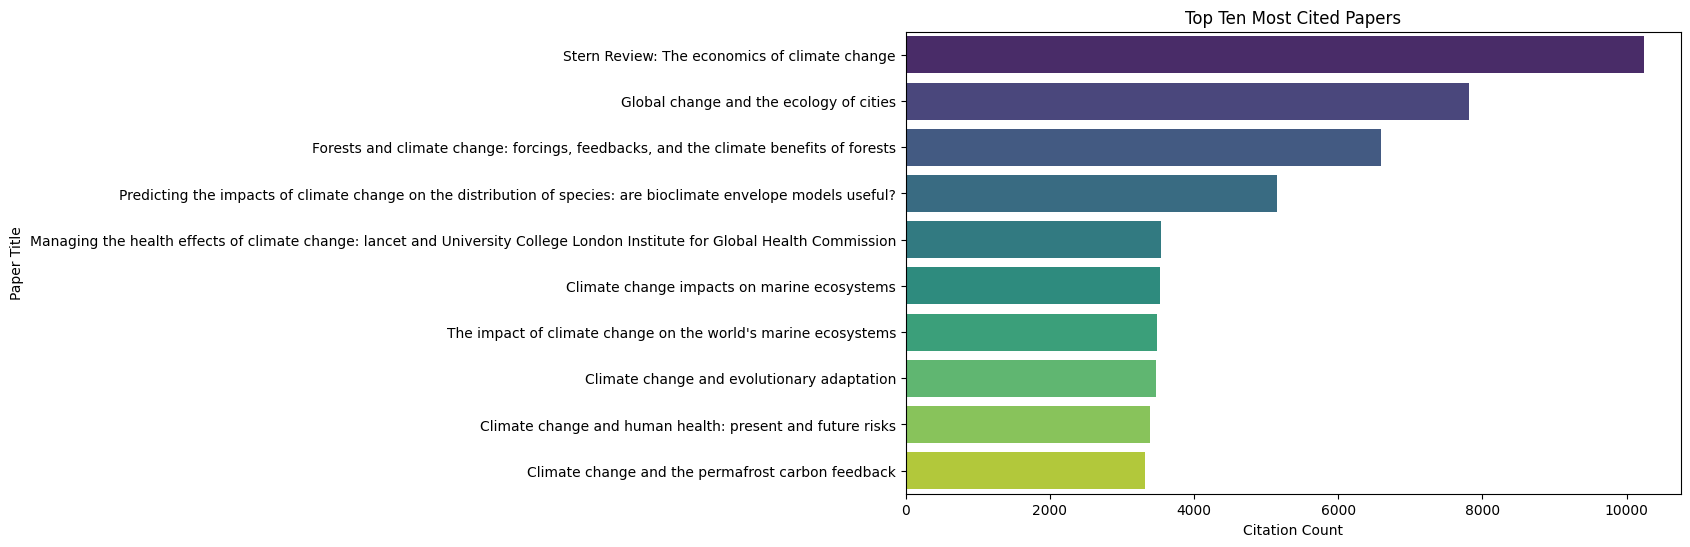 Top Ten Most Cited Papers
Paper Title
Stern Review: The economics of climate change
Global change and the ecology of cities
Forests and climate change: forcings, feedbacks, and the climate benefits of forests
Predicting the impacts of climate change on the distribution of species: are bioclimate envelope models useful?
Managing the health effects of climate change: lancet and University College London Institute for Global Health Commission
Climate change impacts on marine ecosystems
The impact of climate change on the world's marine ecosystems
Climate change and evolutionary adaptation
Climate change and human health: present and future risks
Climate change and the permafrost carbon feedback
0 2000 4000 6000 8000 10000
Citation Count